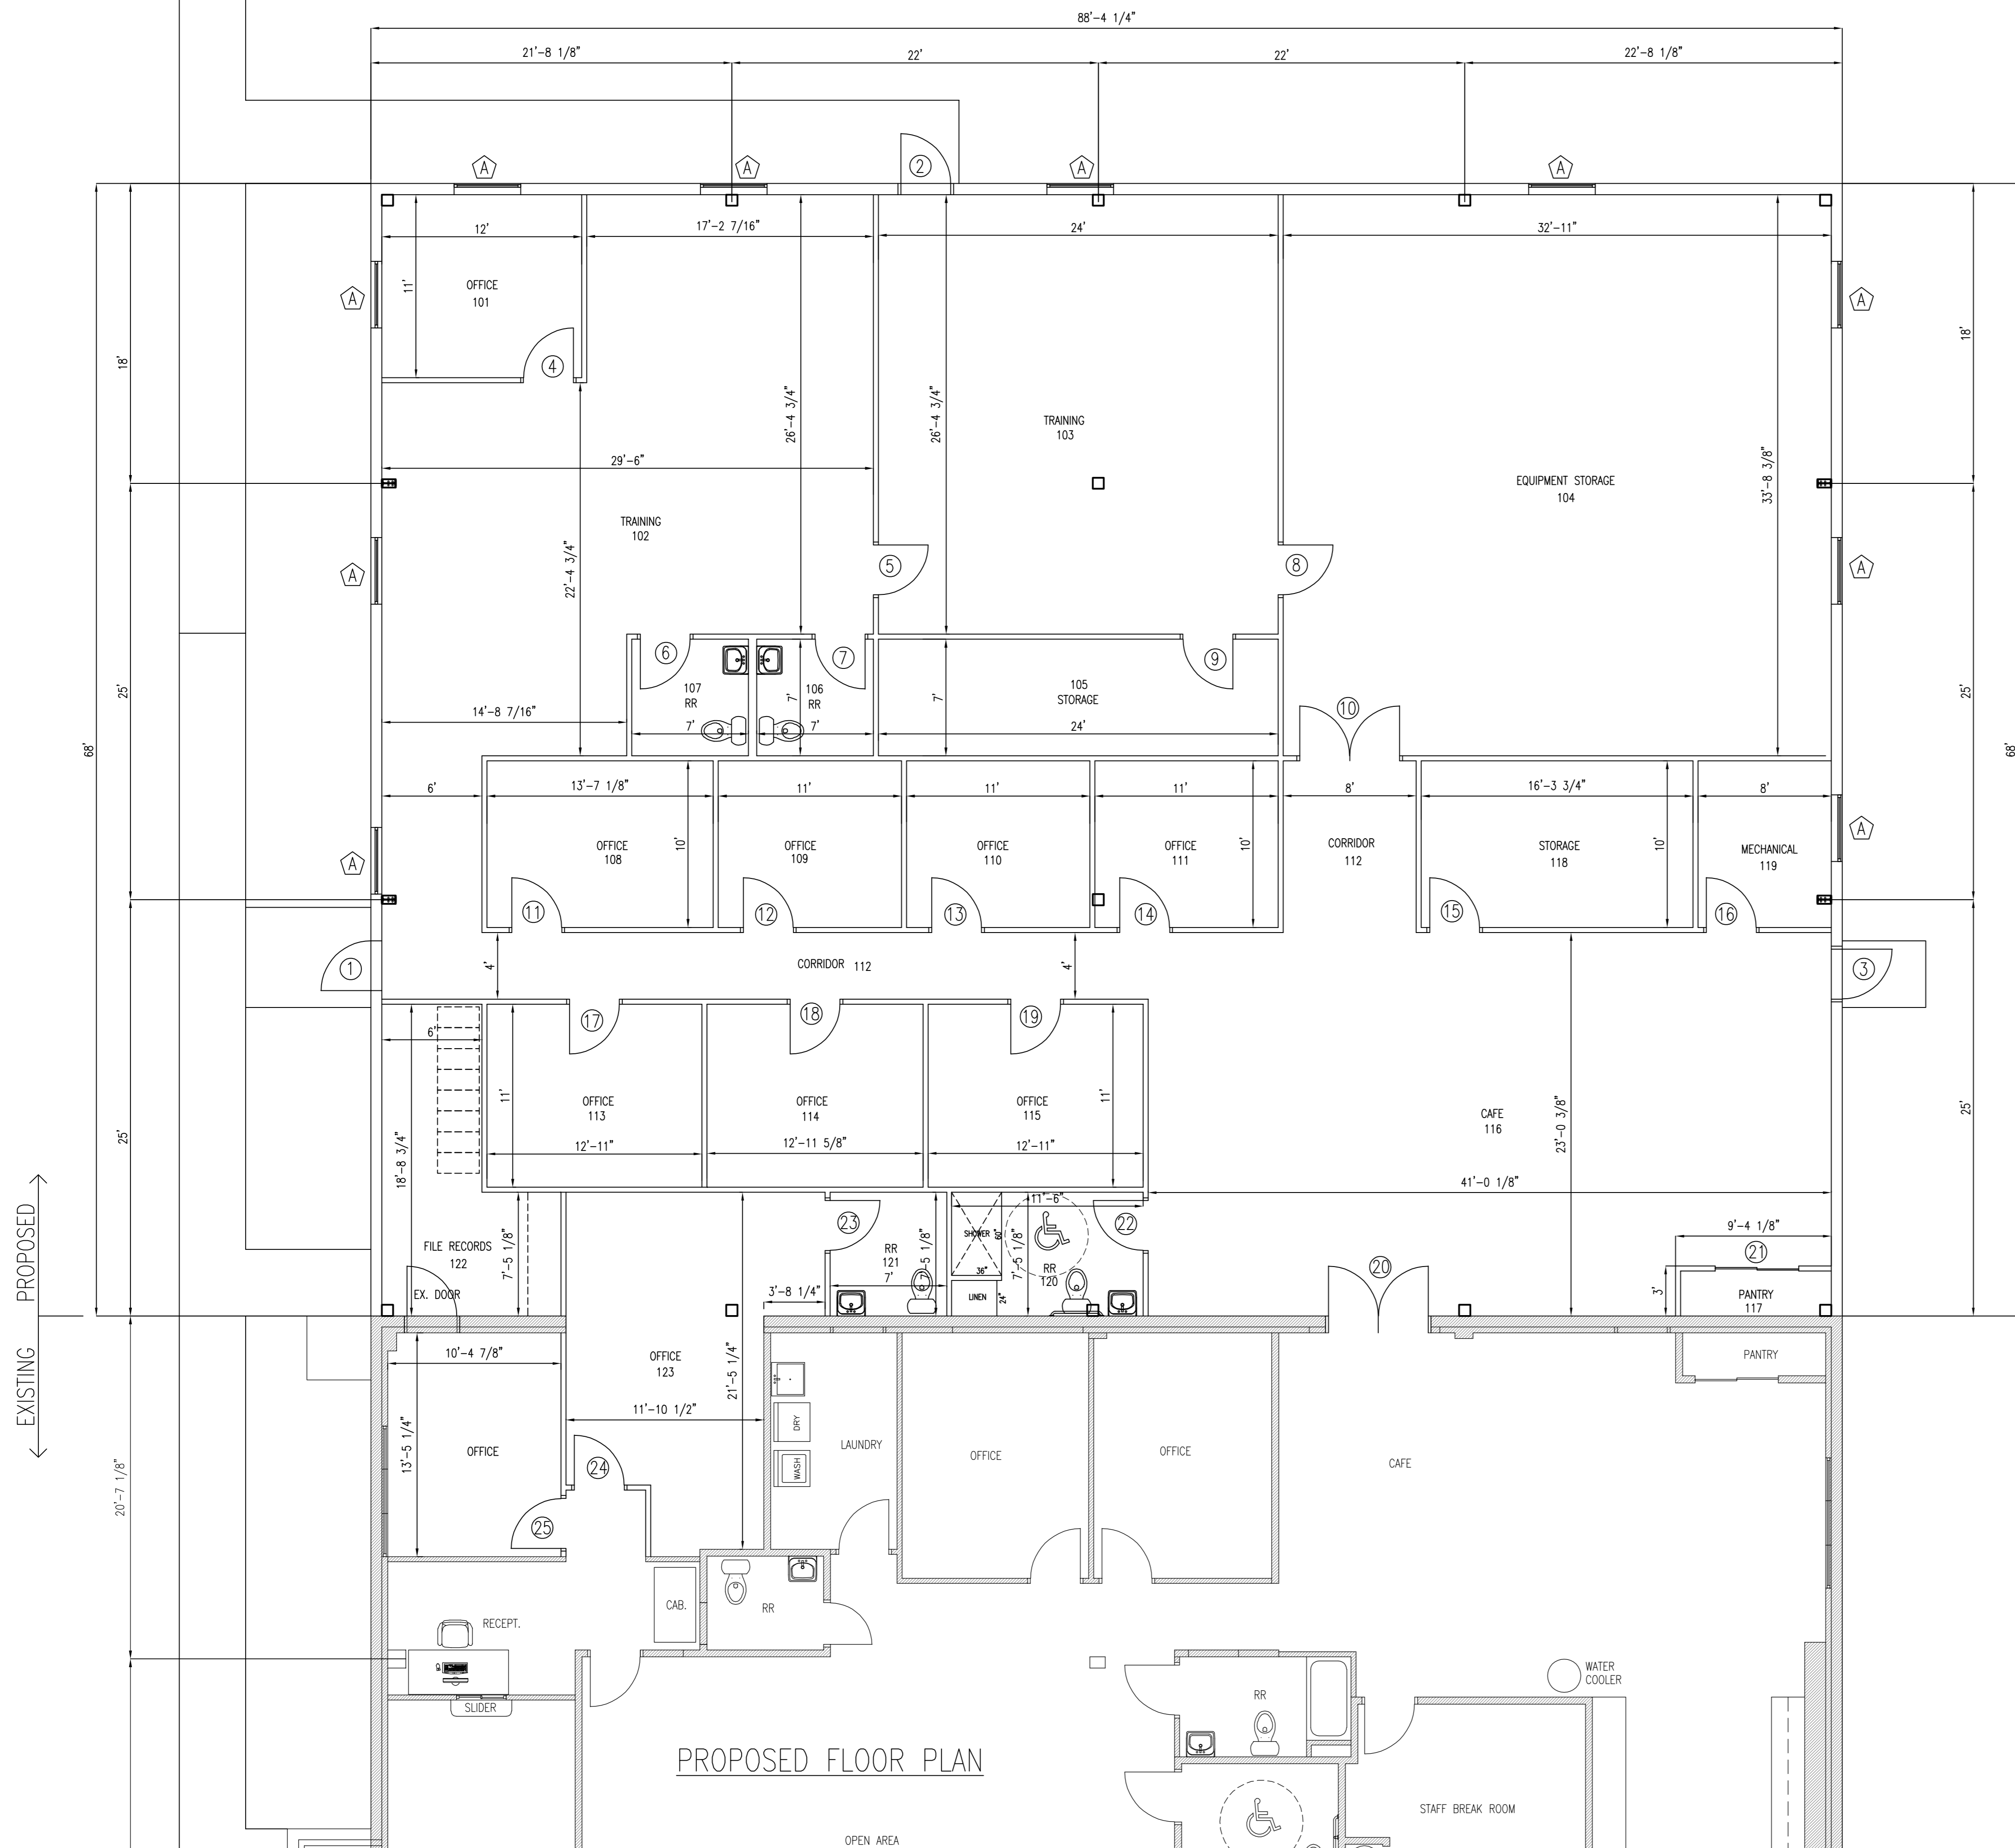 88'-4 1/4"
21'-8 1/8"
22'
22'
22'-8 1/8"
2
A
A
A
A
12'
17'-2 7/16"
24'
32'-11"
11'
OFFICE
101
A
A
18'
18'
4
26'-4 3/4"
26'-4 3/4"
TRAINING
103
29'-6"
33'-8 3/8"
EQUIPMENT STORAGE
104
TRAINING
102
22'-4 3/4"
A
5
8
A
6
7
9
107
RR
7'
106
RR
7'
105
STORAGE
25'
25'
14'-8 7/16"
7'
7'
7'
24'
10
68'
68'
6'
13'-7 1/8"
11'
11'
11'
8'
16'-3 3/4"
8'
A
A
OFFICE
108
10'
OFFICE
109
OFFICE
110
OFFICE
111
10'
CORRIDOR
112
STORAGE
118
10'
MECHANICAL
119
11
12
13
14
15
16
1
4'
CORRIDOR 112
4'
3
17
18
19
6'
11'
OFFICE
113
OFFICE
114
OFFICE
115
11'
CAFE
116
23'-0 3/8"
25'
25'
12'-11"
12'-11 5/8"
12'-11"
18'-8 3/4"
41'-0 1/8"
11'-6"
23
22
SHOWER
60"
36"
9'-4 1/8"
21
FILE RECORDS
122
7'-5 1/8"
RR
121
7'
7'-5 1/8"
7'-5 1/8"
RR
120
20
EX. DOOR
3'-8 1/4"
LINEN
24"
3'
PANTRY
117
PROPOSED
EXISTING
10'-4 7/8"
OFFICE
123
21'-5 1/4"
PANTRY
11'-10 1/2"
13'-5 1/4"
OFFICE
DRY
WASH
LAUNDRY
OFFICE
OFFICE
CAFE
24
25
20'-7 1/8"
CAB.
RR
RECEPT.
SLIDER
WATER
COOLER
RR
PROPOSED FLOOR PLAN
STAFF BREAK ROOM
OPEN AREA